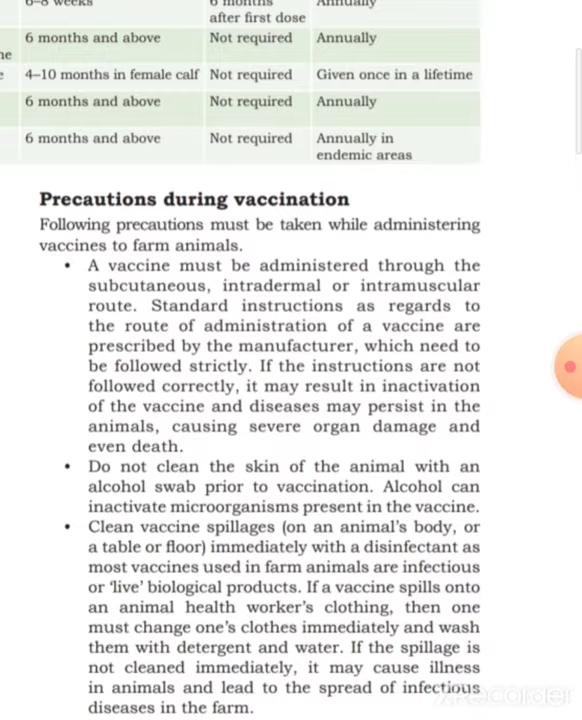 6–8 weeks 6 months Annually
after first dose
6 months and above Not required Annually
ne
e 4–10 months in female calf Not required Given once in a lifetime
6 months and above Not required Annually
6 months and above Not required Annually in
endemic areas
Precautions during vaccination
Following precautions must be taken while administering
vaccines to farm animals.
• A vaccine must be administered through the
subcutaneous, intradermal or intramuscular
route. Standard instructions as regards to
the route of administration of a vaccine are
prescribed by the manufacturer, which need to
be followed strictly. If the instructions are not
followed correctly, it may result in inactivation
of the vaccine and diseases may persist in the
animals, causing severe organ damage and
even death.
• Do not clean the skin of the animal with an
alcohol swab prior to vaccination. Alcohol can
inactivate microorganisms present in the vaccine.
• Clean vaccine spillages (on an animal's body, or
a table or floor) immediately with a disinfectant as
most vaccines used in farm animals are infectious
or 'live' biological products. If a vaccine spills onto
an animal health worker's clothing, then one
must change one's clothes immediately and wash
them with detergent and water. If the spillage is
not cleaned immediately, it may cause illness
in animals and lead to the spread of infectious
diseases in the farm.